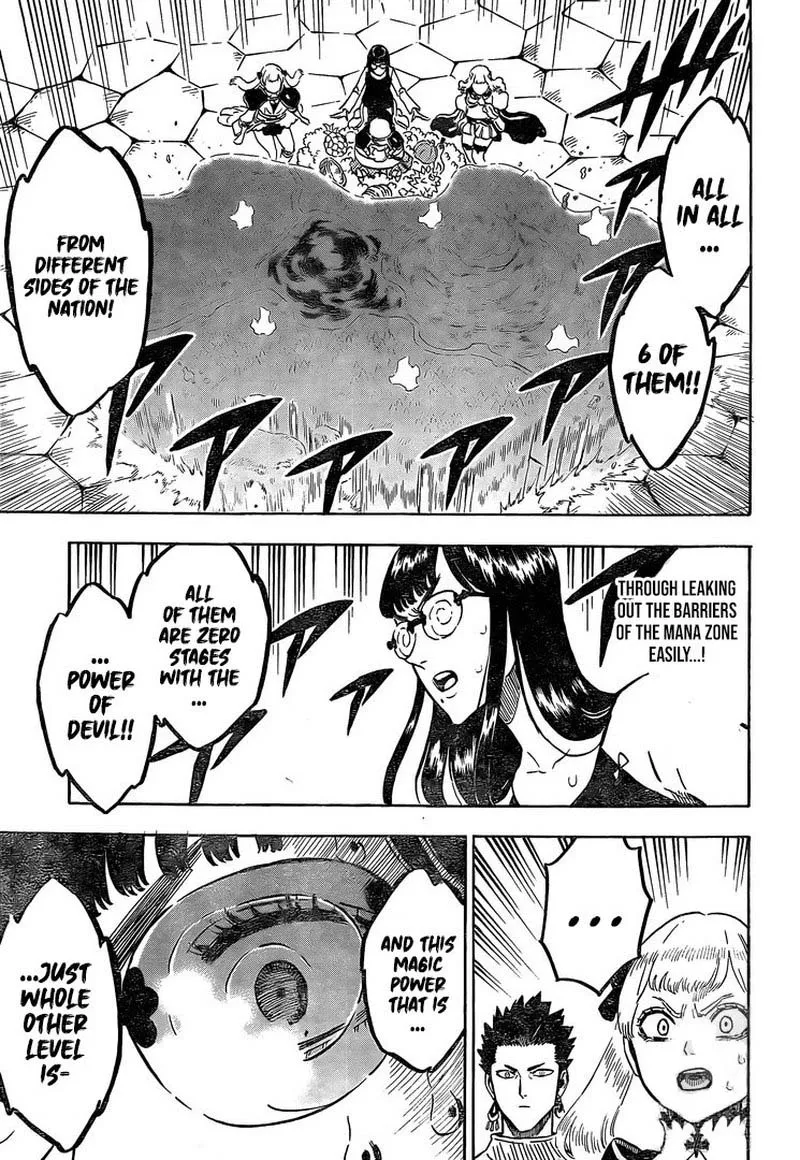 ALL
IN ALL
...
6 OF
THEM!!
FROM
DIFFERENT
SIDES OF THE
NATION!
THROUGH LEAKING
OUT THE BARRIERS
OF THE MANA ZONE
EASILY...!
ALL
OF THEM
ARE ZERO
STAGES
WITH THE
...
...
POWER
OF
DEVIL!!
...
AND THIS
MAGIC
POWER
THAT IS
...
...JUST
WHOLE
OTHER
LEVEL
IS-